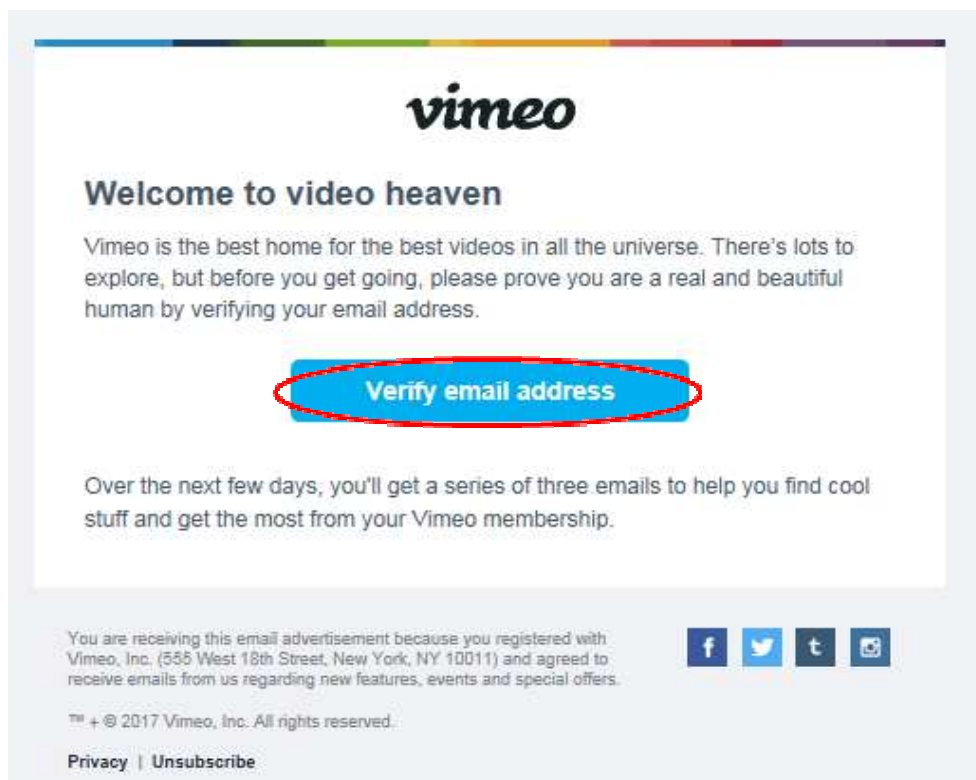 vimeo
Welcome to video heaven
Vimeo is the best home for the best videos in all the universe. There's lots to
explore, but before you get going, please prove you are a real and beautiful
human by verifying your email address.
Verify email address
Over the next few days, you'll get a series of three emails to help you find cool
stuff and get the most from your Vimeo membership.
You are receiving this email advertisement because you registered with
Vimeo, Inc. (555 West 18th Street, New York, NY 10011) and agreed to
receive emails from us regarding new features, events and special offers.
™ + © 2017 Vimeo, Inc. All rights reserved.
Privacy | Unsubscribe